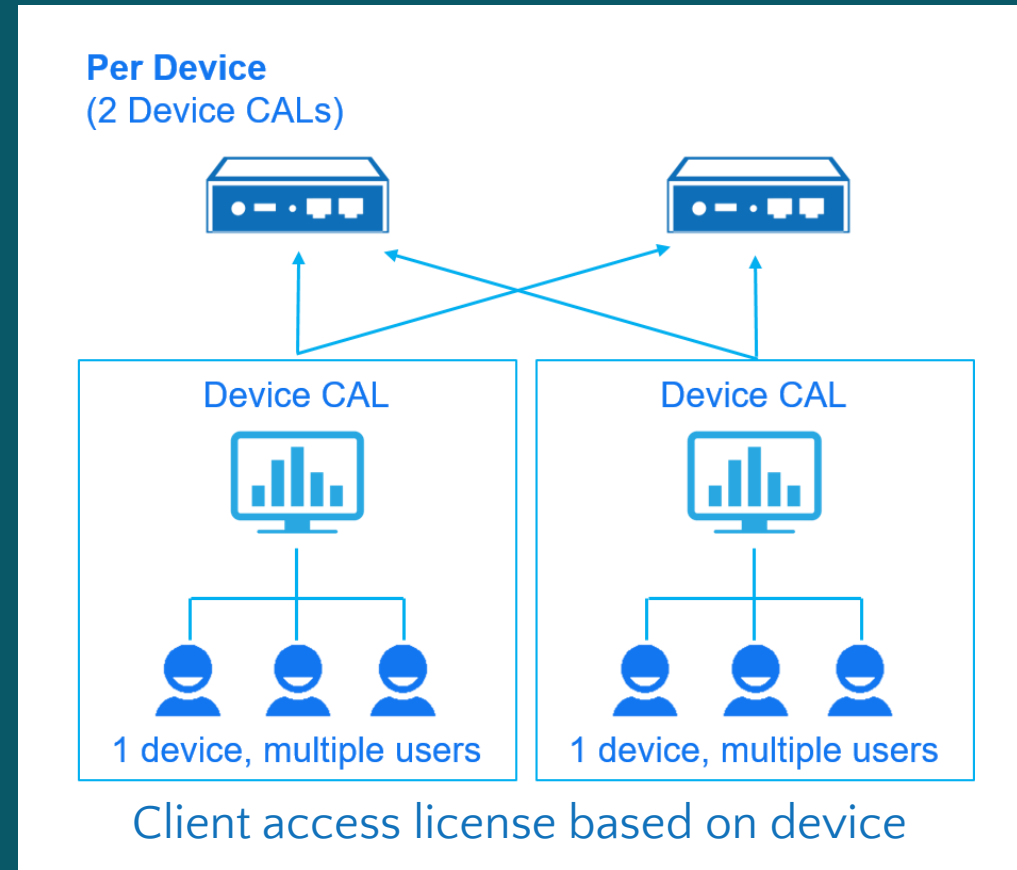 Per Device
(2 Device CALs)
Device CAL
Device CAL
1 device, multiple users
1 device, multiple users
Client access license based on device